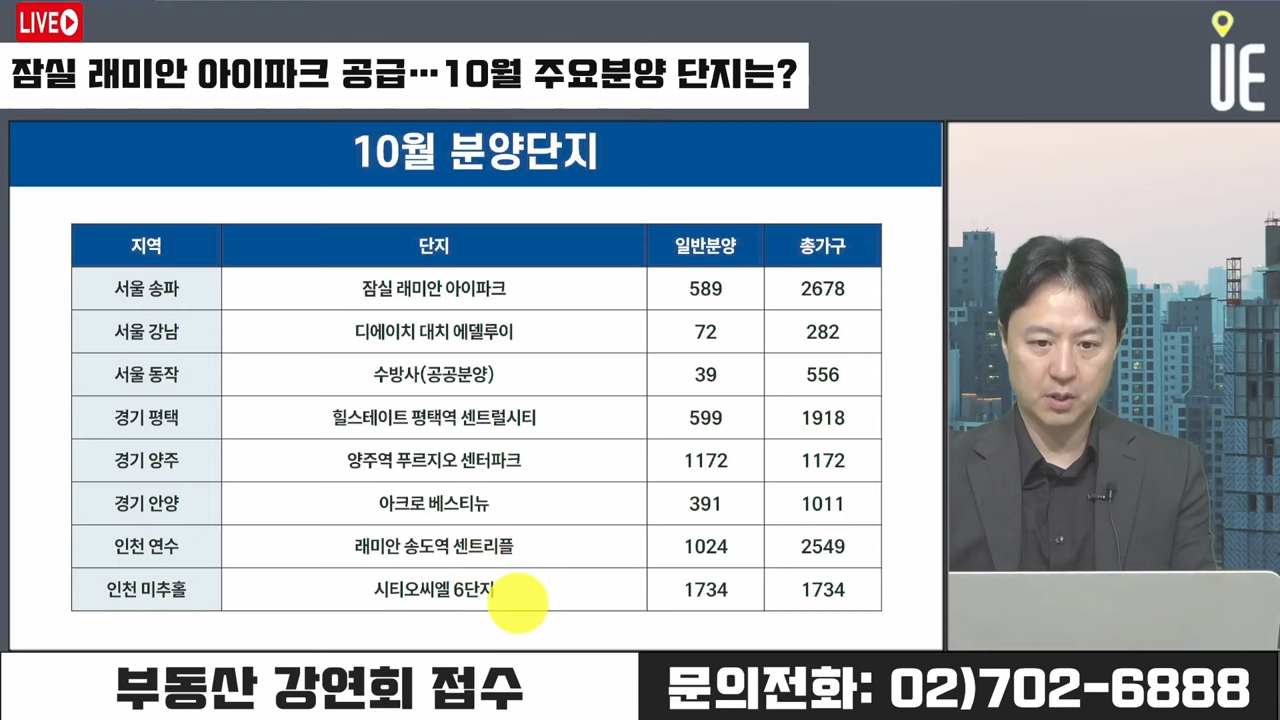 LIVE
잠실 래미안 아이파크 공급…10월 주요분양 단지는?
UE
10월 분양단지
지역 단지 일반분양 총가구
서울 송파 잠실 래미안 아이파크 589 2678
서울 강남 디에이치 대치 에델루이 72 282
서울 동작 수방사(공공분양) 39 556
경기 평택 힐스테이트 평택역 센트럴시티 599 1918
경기 양주 양주역 푸르지오 센터파크 1172 1172
경기 안양 아크로 베스티뉴 391 1011
인천 연수 래미안 송도역 센트리플 1024 2549
인천 미추홀 시티오씨엘 6단지 1734 1734
부동산 강연회 접수
문의전화: 02)702-6888